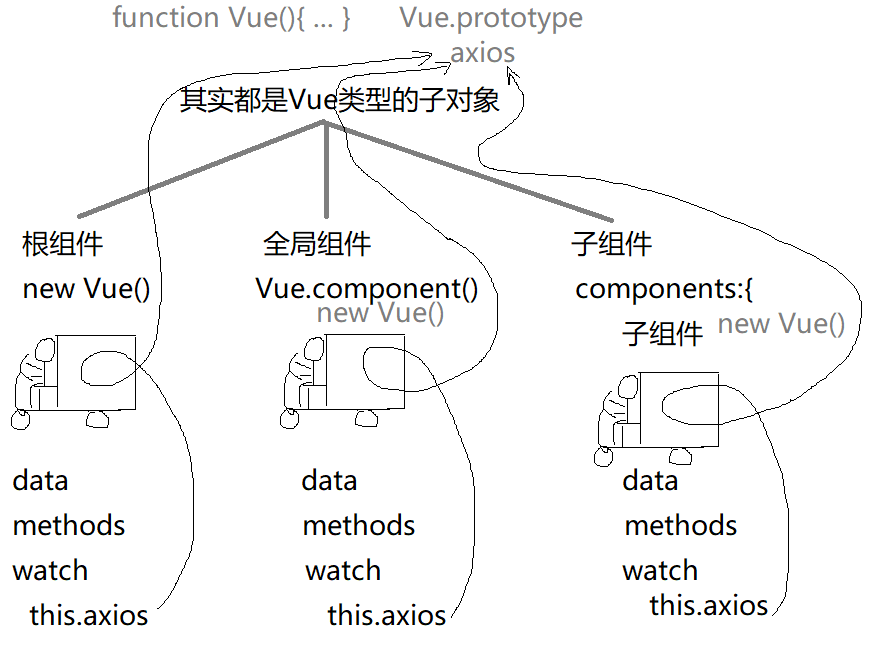 function Vue(){ ... } Vue.prototype
axios
其实都是Vue类型的子对象
根组件 全局组件 子组件
new Vue() Vue.component() components:{
new Vue() 子组件 new Vue()
data data data
methods methods methods
watch watch watch
this.axios this.axios this.axios